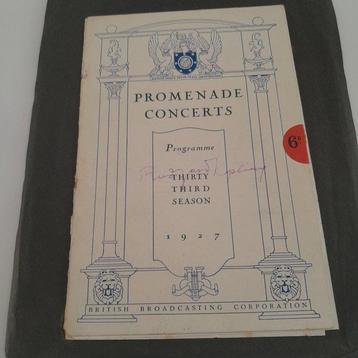 PROMENADE
CONCERTS
6d
Programme
THIRTY
THIRD
SEASON
1927
BRITISH BROADCASTING CORPORATION